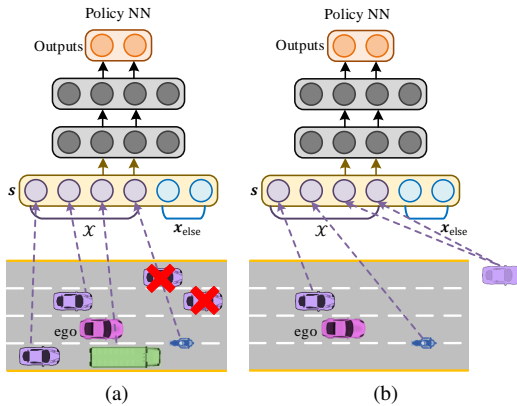 Policy NN
Outputs
s
𝒳
x_else
ego
(a)
Policy NN
Outputs
s
𝒳
x_else
ego
(b)